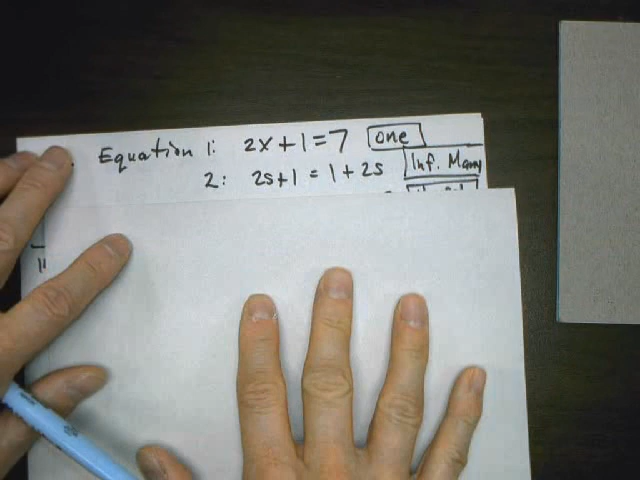 Equation 1: 2x+1=7 one
2: 2s+1 = 1+2s Inf. Many